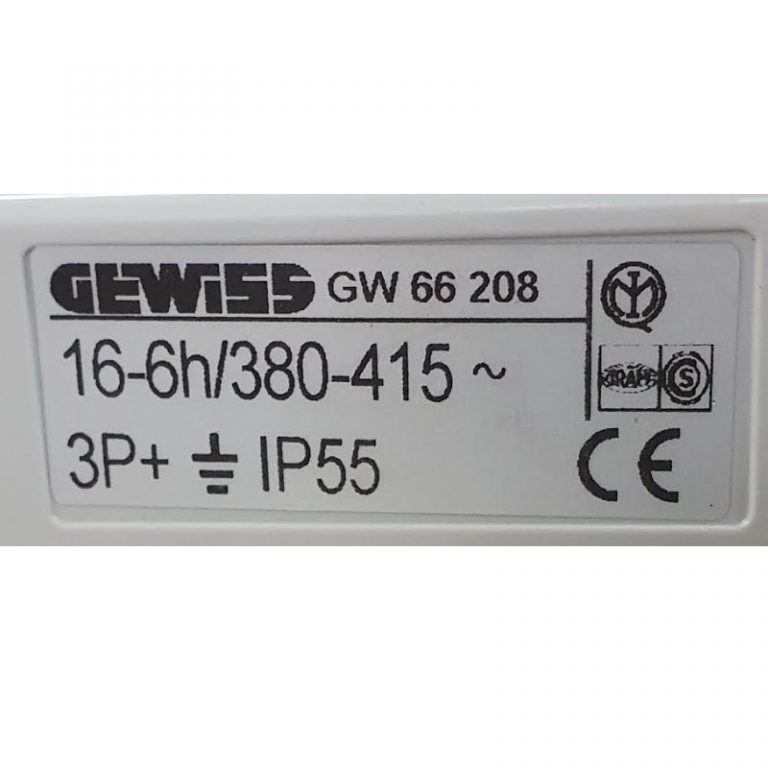 GEWISS GW 66 208
16-6h/380-415 ~
3P+ ⏚ IP55
S
CE